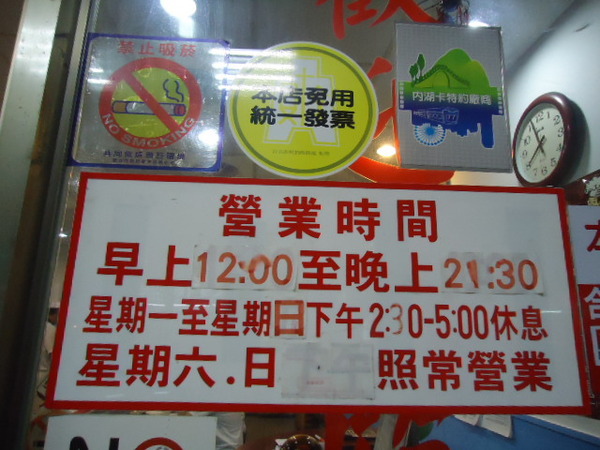 歡
禁止吸菸
NO SMOKING
本店免用
統一發票
內湖卡特約廠商
營業時間
早上12:00至晚上21:30
星期一至星期日下午2:30-5:00休息
星期六.日 照常營業
NO